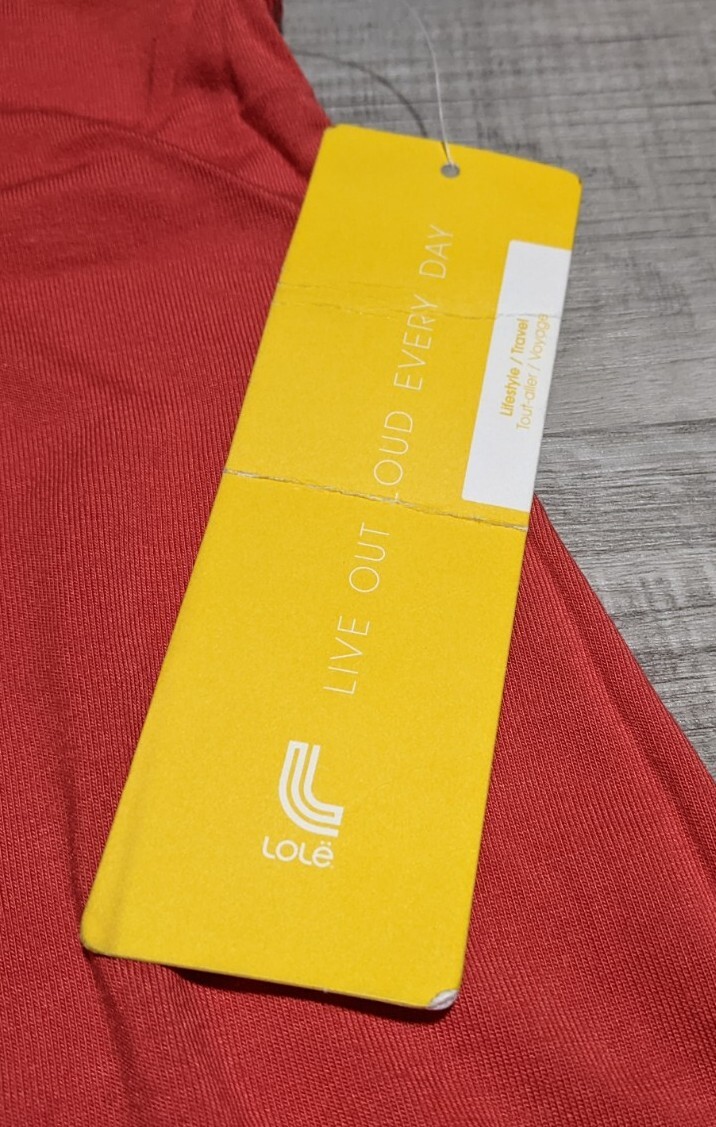 LIVE OUT LOUD EVERY DAY
Lifestyle / Travel
Tout-aller / Voyage
LOLË